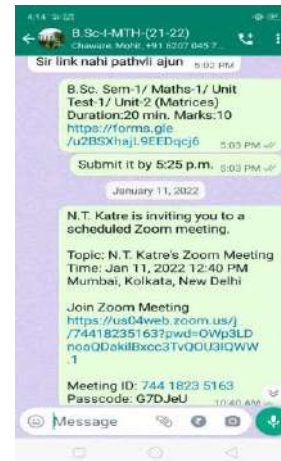 4:14
B.Sc-I-MTH-(21-22)
Chaware, Mohit, +91 6207 045 7...
Sir link nahi pathvli ajun 5:02 PM
B.Sc. Sem-1/ Maths-1/ Unit
Test-1/ Unit-2 (Matrices)
Duration:20 min. Marks:10
https://forms.gle
/u2BSXhajL9EEDqcj6 5:03 PM
Submit it by 5:25 p.m. 5:03 PM
January 11, 2022
N.T. Katre is inviting you to a
scheduled Zoom meeting.
Topic: N.T. Katre's Zoom Meeting
Time: Jan 11, 2022 12:40 PM
Mumbai, Kolkata, New Delhi
Join Zoom Meeting
https://us04web.zoom.us/j
/74418235163?pwd=OWp3LD
noaQDakilBxcc3TvQOU3IQWW
.1
Meeting ID: 744 1823 5163
Passcode: G7DJeU 10:40 AM
Message